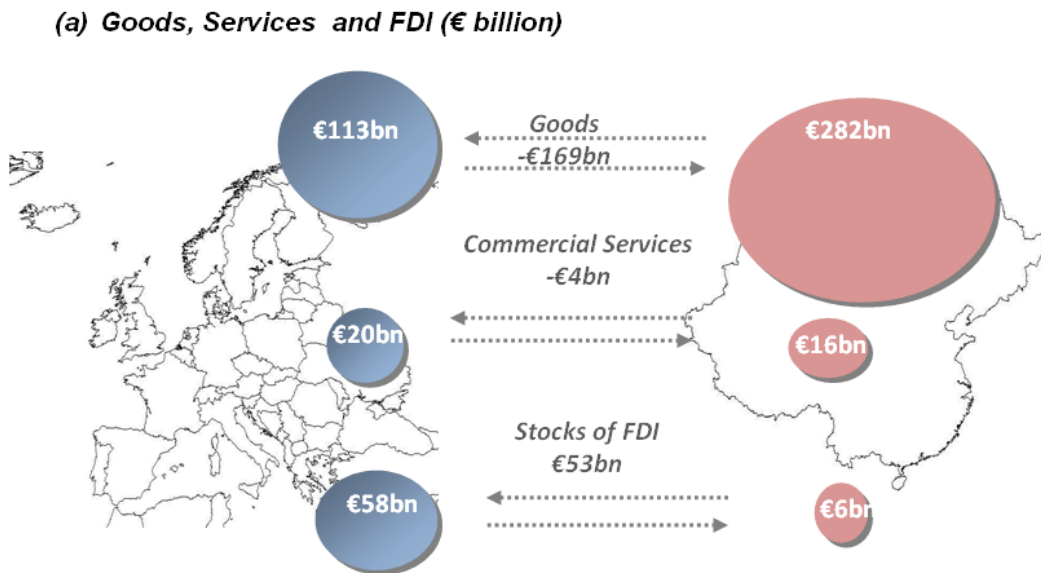 (a) Goods, Services and FDI (€ billion)
€113bn
Goods
-€169bn
€282bn
Commercial Services
-€4bn
€20bn
€16bn
Stocks of FDI
€53bn
€58bn
€6bn